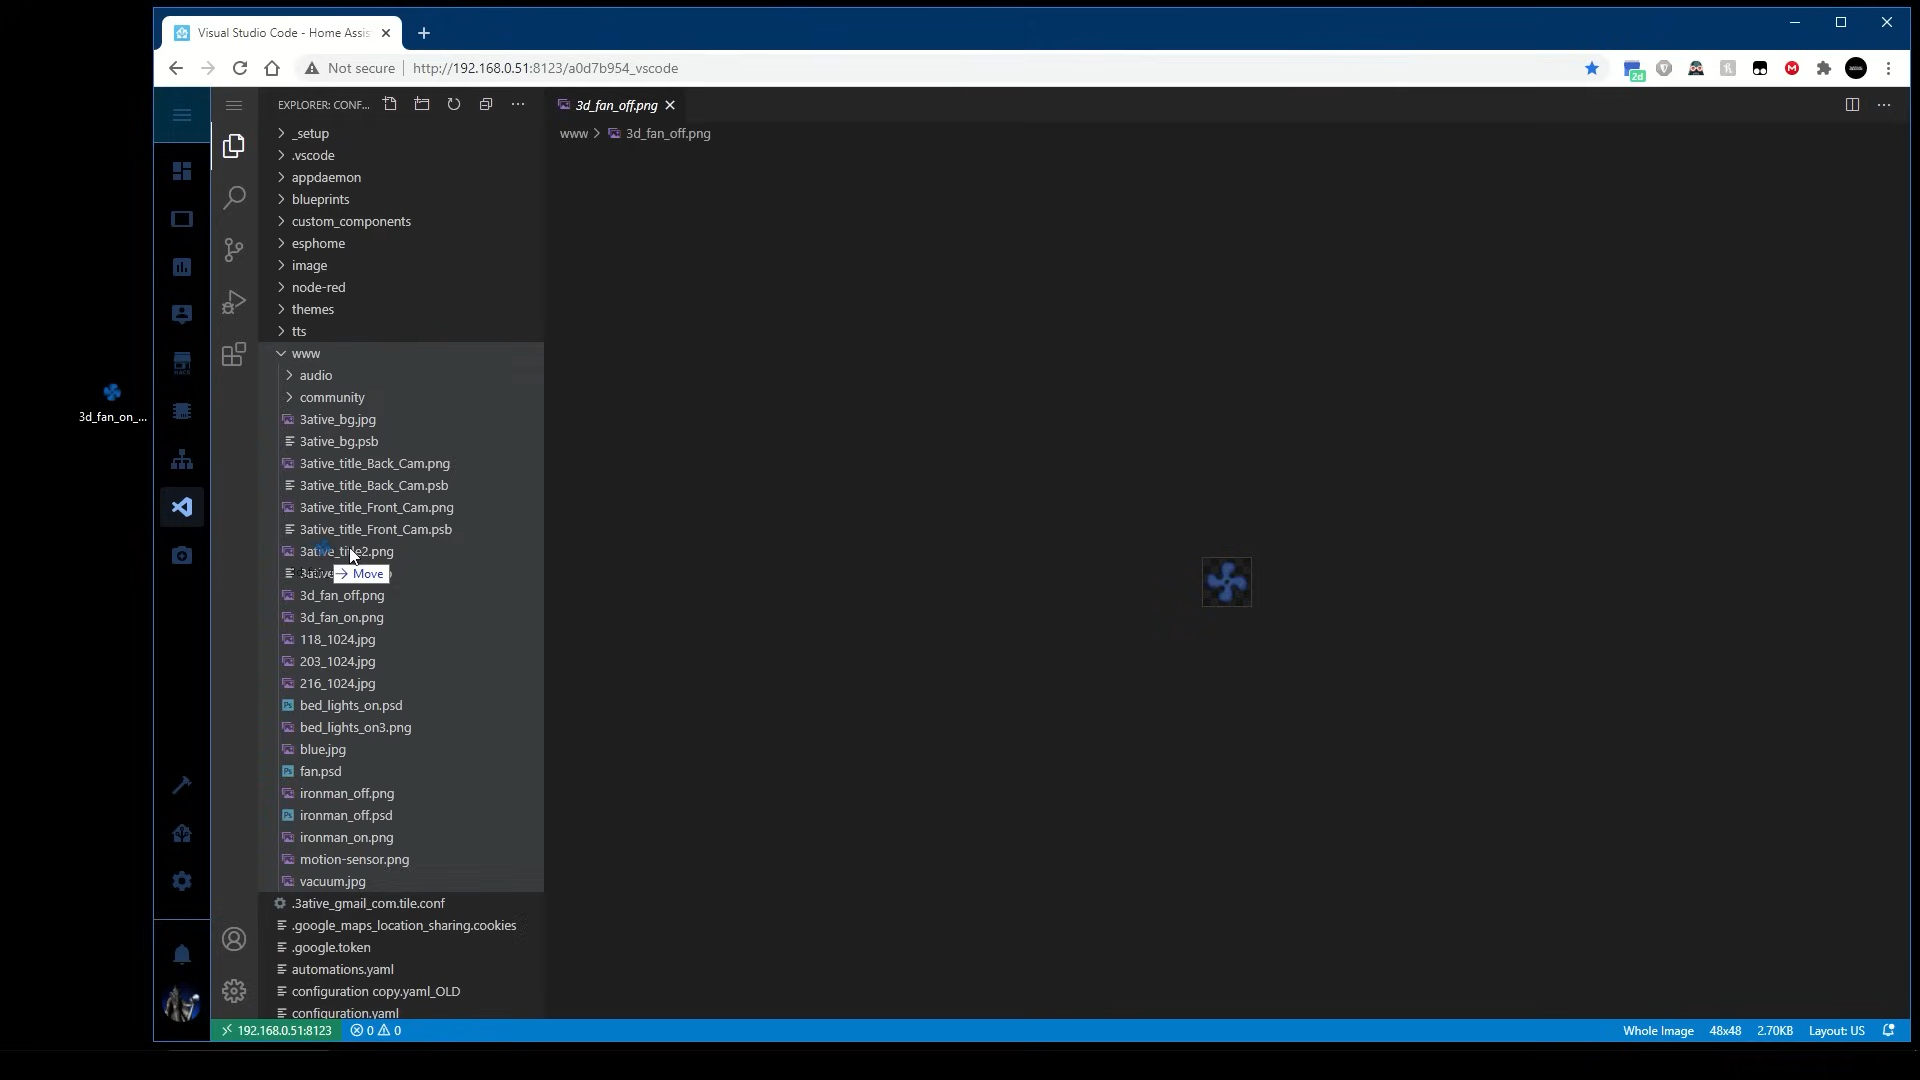 Visual Studio Code - Home Assis
Not secure
http://192.168.0.51:8123/a0d7b954_vscode
2d
EXPLORER: CONF...
3d_fan_off.png
_setup
www > 3d_fan_off.png
.vscode
appdaemon
blueprints
custom_components
esphome
image
node-red
themes
tts
www
audio
community
3ative_bg.jpg
3d_fan_on_...
HACS
3ative_bg.psb
3ative_title_Back_Cam.png
3ative_title_Back_Cam.psb
3ative_title_Front_Cam.png
3ative_title_Front_Cam.psb
3ative_title2.png
3ative
Move
3d_fan_off.png
3d_fan_on.png
118_1024.jpg
203_1024.jpg
216_1024.jpg
bed_lights_on.psd
bed_lights_on3.png
blue.jpg
fan.psd
ironman_off.png
ironman_off.psd
ironman_on.png
motion-sensor.png
vacuum.jpg
.3ative_gmail_com.tile.conf
.google_maps_location_sharing.cookies
.google.token
automations.yaml
configuration copy.yaml_OLD
configuration.yaml
192.168.0.51:8123
0 0
Whole Image
48x48
2.70KB
Layout: US